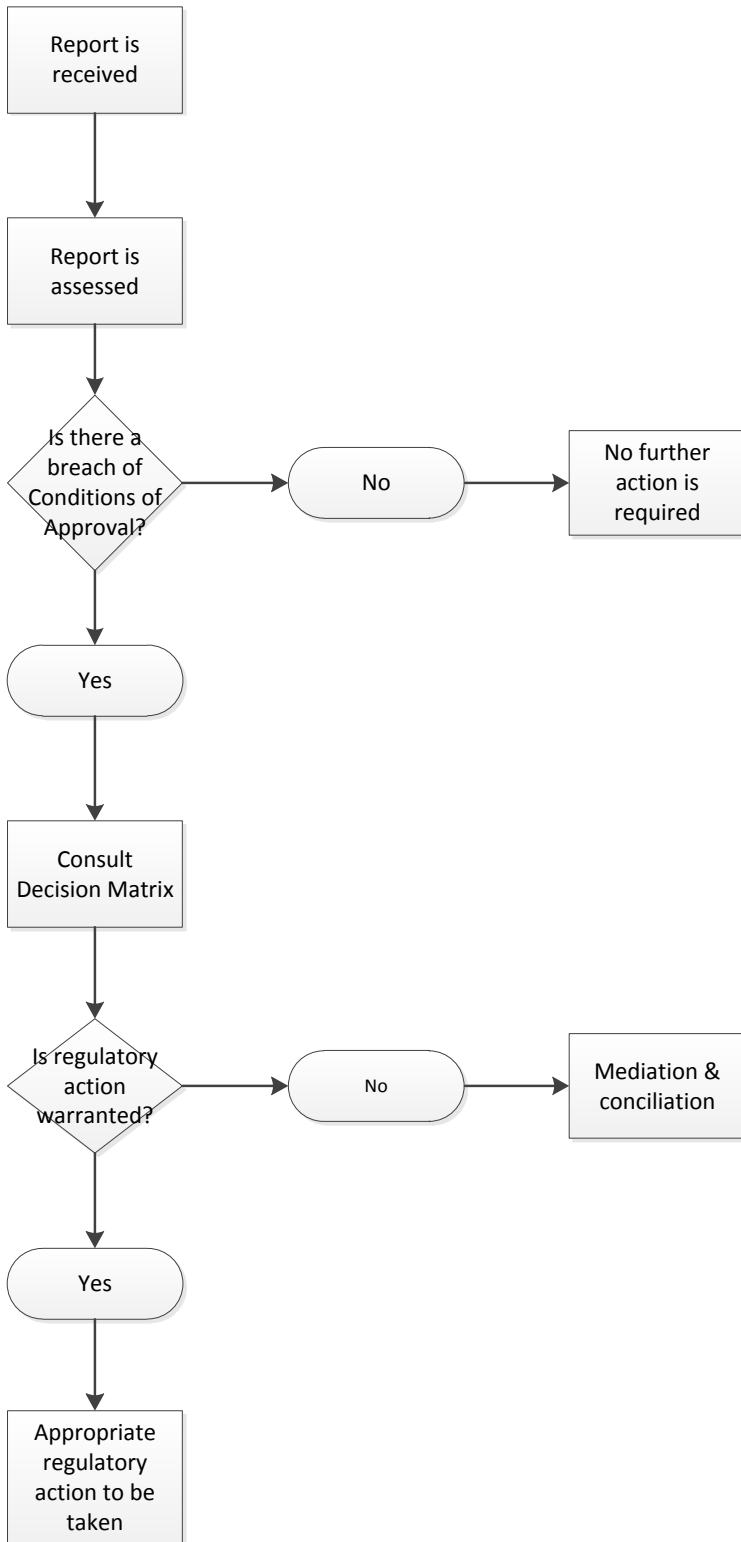 Report is
received
Report is
assessed
Is there a
breach of
Conditions of
Approval?
No
No further
action is
required
Yes
Consult
Decision Matrix
Is regulatory
action
warranted?
No
Mediation &
conciliation
Yes
Appropriate
regulatory
action to be
taken